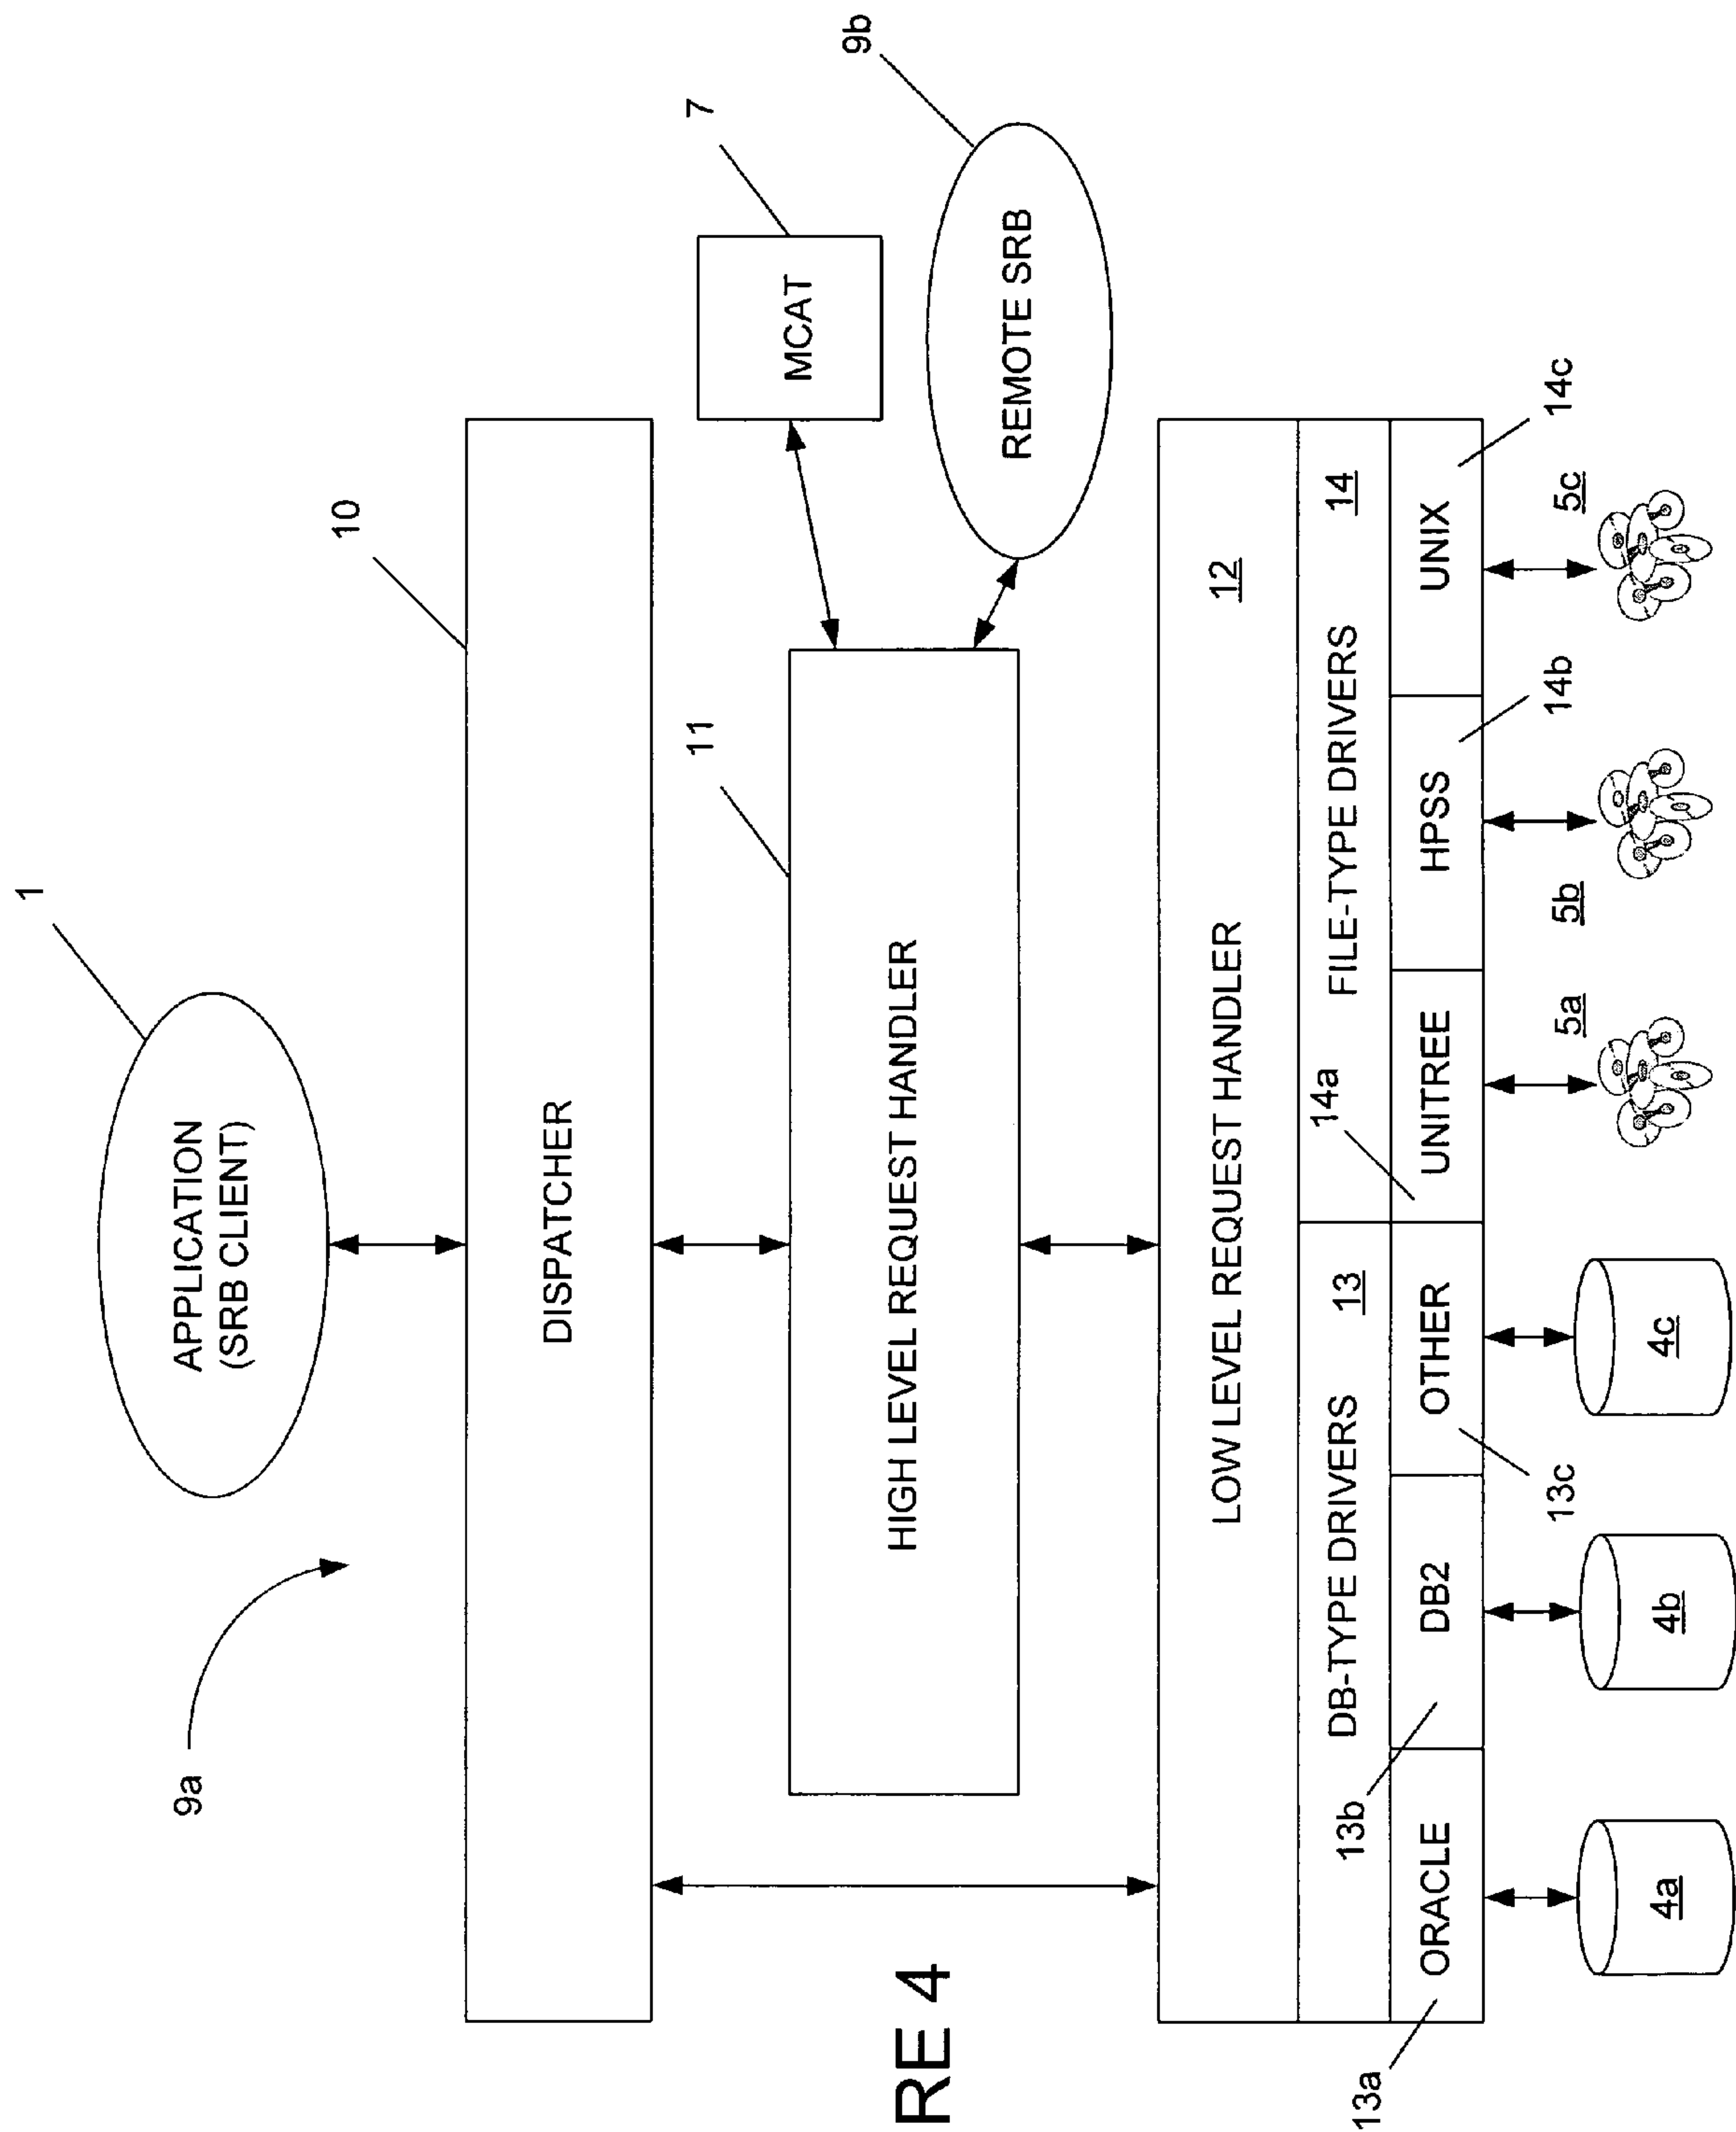 1
APPLICATION
(SRB CLIENT)
9a
10
DISPATCHER
7
MCAT
9b
11
HIGH LEVEL REQUEST HANDLER
REMOTE SRB
LOW LEVEL REQUEST HANDLER 12
DB-TYPE DRIVERS 13
FILE-TYPE DRIVERS 14
13b
14a
ORACLE
DB2
OTHER
UNITREE
HPSS
UNIX
13a
13c
14b
14c
4a
4b
4c
5a
5b
5c
RE 4